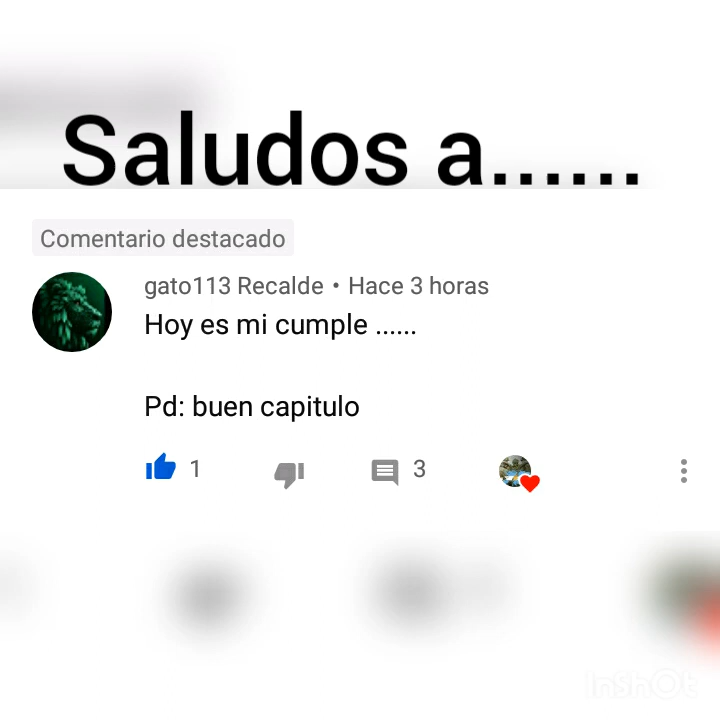 Saludos a......
Comentario destacado
gato113 Recalde • Hace 3 horas
Hoy es mi cumple ......
Pd: buen capitulo
1
3
InShOt